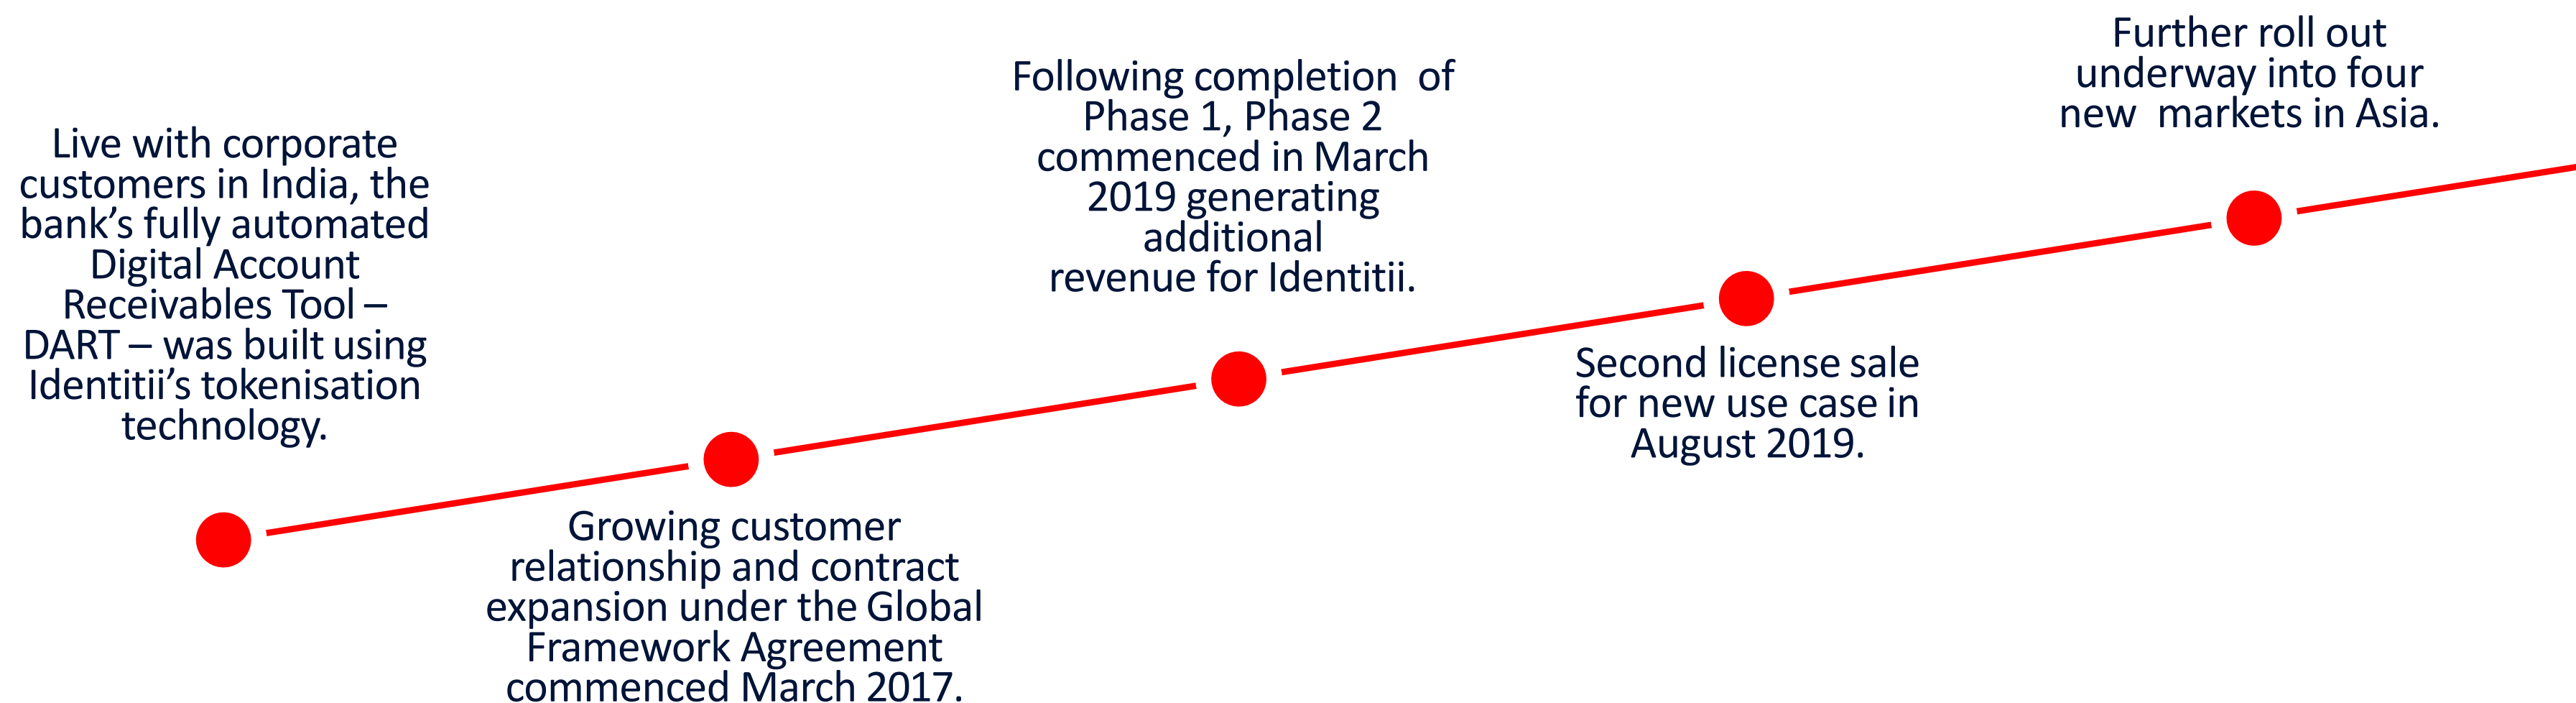 Live with corporate
customers in India, the
bank’s fully automated
Digital Account
Receivables Tool –
DART – was built using
Identitii’s tokenisation
technology.
Growing customer
relationship and contract
expansion under the Global
Framework Agreement
commenced March 2017.
Following completion  of
Phase 1, Phase 2
commenced in March
2019 generating
additional
revenue for Identitii.
Second license sale
for new use case in
August 2019.
Further roll out
underway into four
new  markets in Asia.